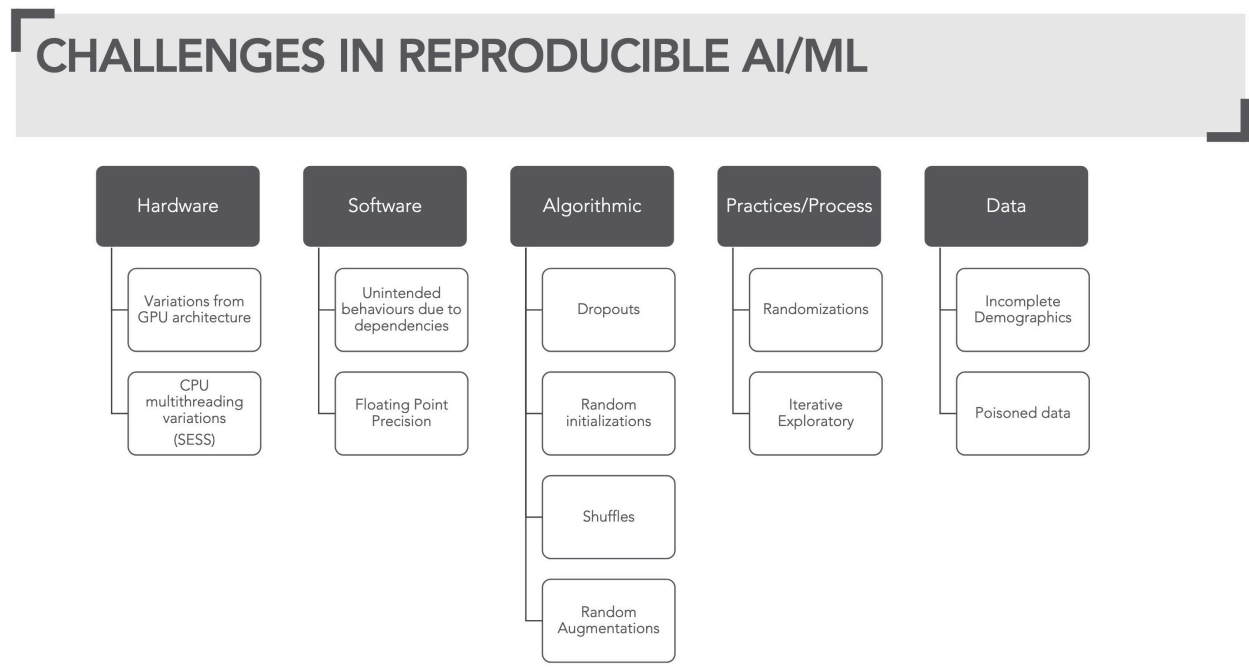 CHALLENGES IN REPRODUCIBLE AI/ML
Hardware
Variations from
GPU architecture
CPU
multithreading
variations
(SESS)
Software
Unintended
behaviours due to
dependencies
Floating Point
Precision
Algorithmic
Dropouts
Random
initializations
Shuffles
Random
Augmentations
Practices/Process
Randomizations
Iterative
Exploratory
Data
Incomplete
Demographics
Poisoned data